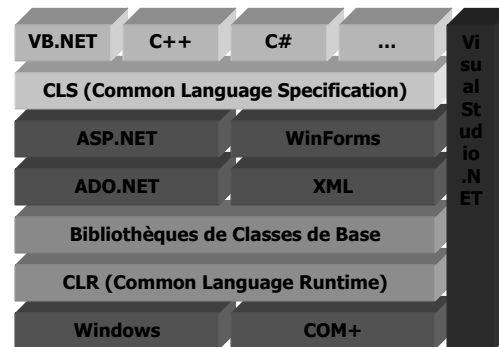 VB.NET C++ C# ...
CLS (Common Language Specification)
ASP.NET WinForms
ADO.NET XML
Bibliothèques de Classes de Base
CLR (Common Language Runtime)
Windows COM+
Vi
su
al
St
ud
io
.N
ET